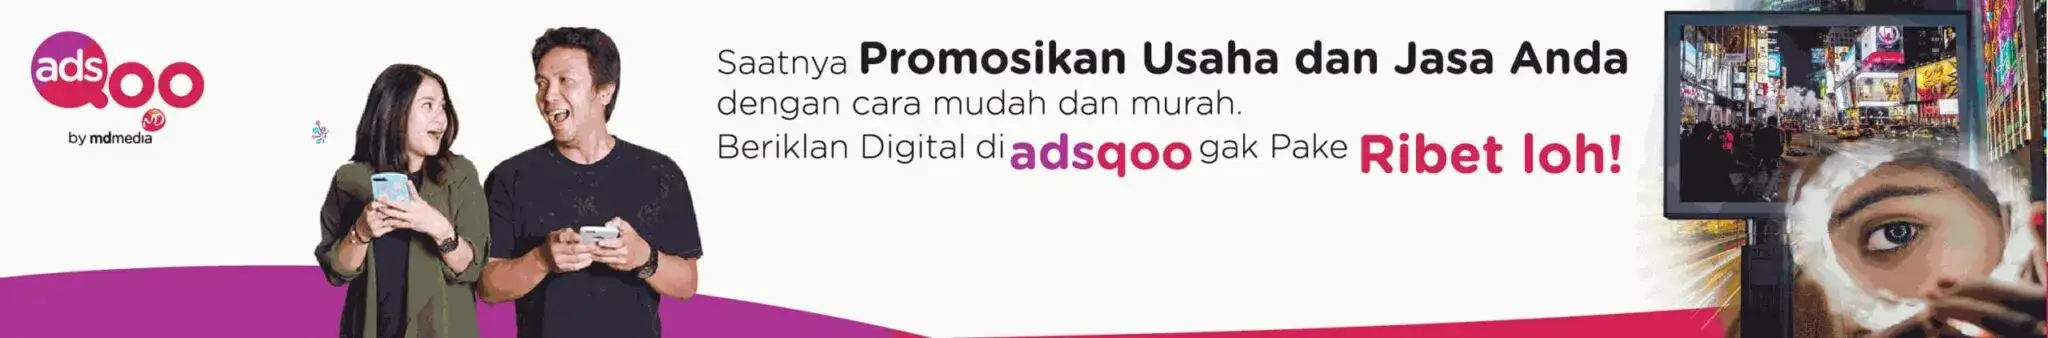 adsqoo
by mdmedia
Saatnya Promosikan Usaha dan Jasa Anda
dengan cara mudah dan murah.
Beriklan Digital di adsqoo gak Pake Ribet loh!